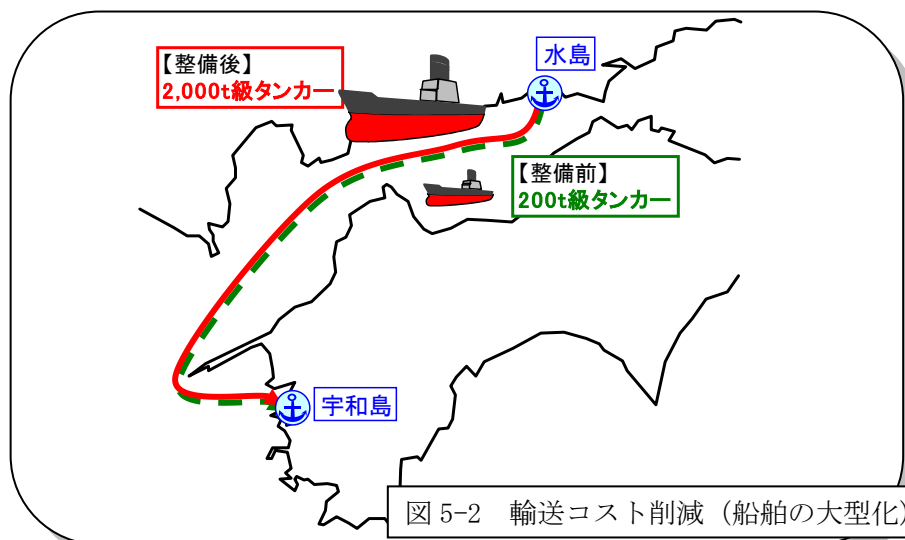 【整備後】
2,000t級タンカー
水島
【整備前】
200t級タンカー
宇和島
図 5-2 輸送コスト削減（船舶の大型化）